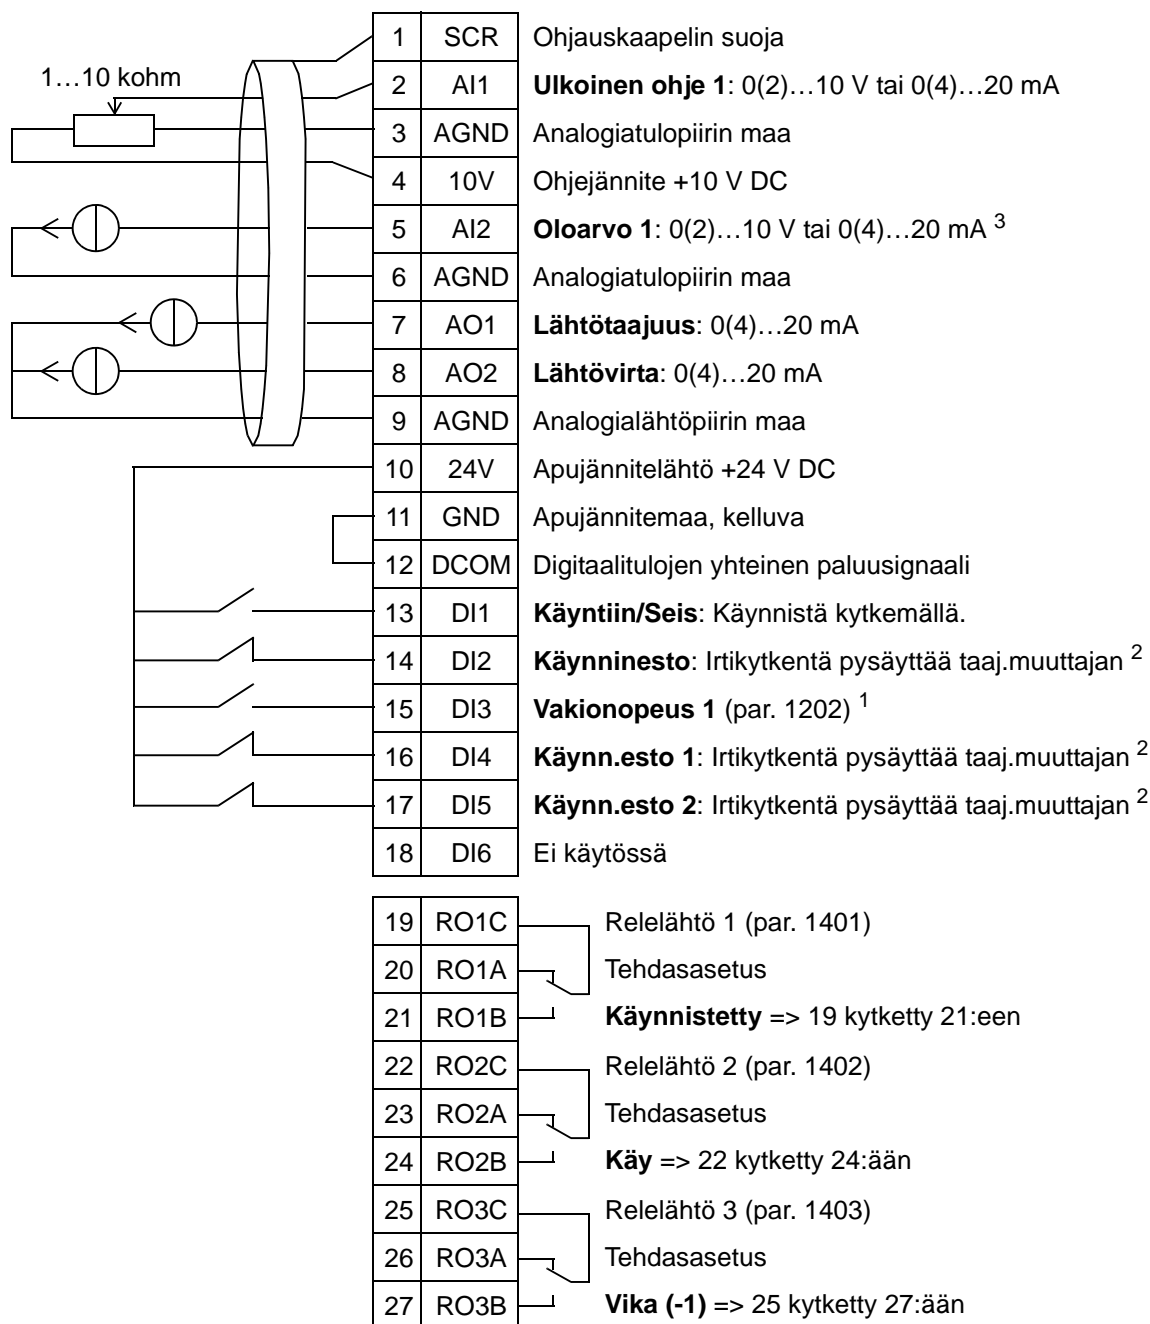 1 SCR Ohjauskaapelin suoja
1…10 kohm
2 AI1 Ulkoinen ohje 1: 0(2)…10 V tai 0(4)…20 mA
3 AGND Analogiatulopiirin maa
4 10V Ohjejännite +10 V DC
5 AI2 Oloarvo 1: 0(2)…10 V tai 0(4)…20 mA 3
6 AGND Analogiatulopiirin maa
7 AO1 Lähtötaajuus: 0(4)…20 mA
8 AO2 Lähtövirta: 0(4)…20 mA
9 AGND Analogialähtöpiirin maa
10 24V Apujännitelähtö +24 V DC
11 GND Apujännitemaa, kelluva
12 DCOM Digitaalitulojen yhteinen paluusignaali
13 DI1 Käyntiin/Seis: Käynnistä kytkemällä.
14 DI2 Käynninesto: Irtikytkentä pysäyttää taaj.muuttajan 2
15 DI3 Vakionopeus 1 (par. 1202) 1
16 DI4 Käynn.esto 1: Irtikytkentä pysäyttää taaj.muuttajan 2
17 DI5 Käynn.esto 2: Irtikytkentä pysäyttää taaj.muuttajan 2
18 DI6 Ei käytössä
19 RO1C Relelähtö 1 (par. 1401)
20 RO1A Tehdasasetus
21 RO1B Käynnistetty => 19 kytketty 21:een
22 RO2C Relelähtö 2 (par. 1402)
23 RO2A Tehdasasetus
24 RO2B Käy => 22 kytketty 24:ään
25 RO3C Relelähtö 3 (par. 1403)
26 RO3A Tehdasasetus
27 RO3B Vika (-1) => 25 kytketty 27:ään